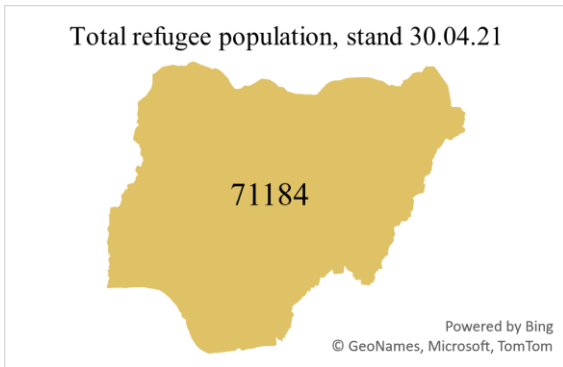 Total refugee population, stand 30.04.21
71184
Powered by Bing
© GeoNames, Microsoft, TomTom